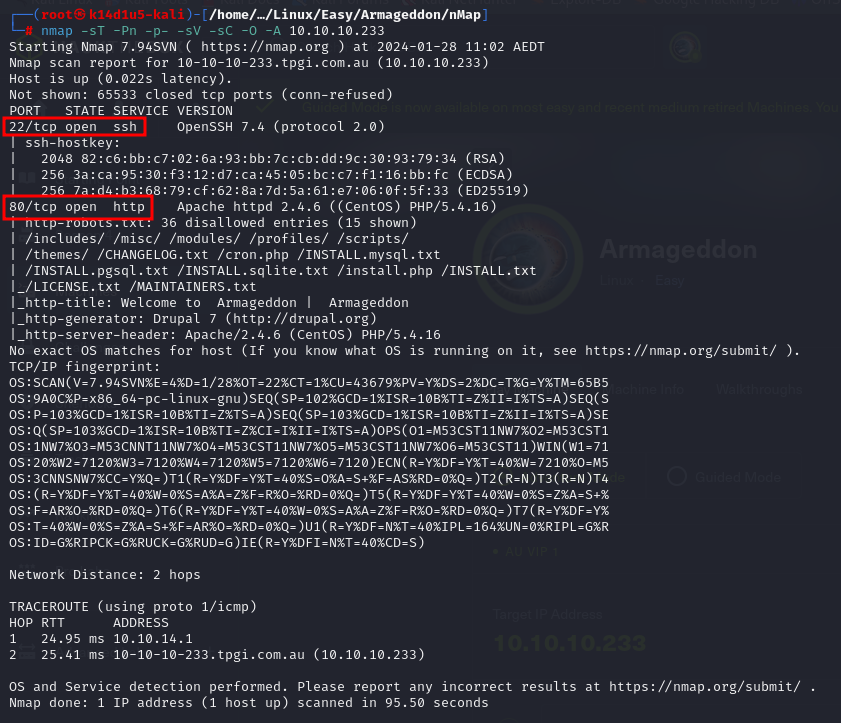 ┌──(root㉿k14d1u5-kali)-[/home/…/Linux/Easy/Armageddon/nMap]
└─# nmap -sT -Pn -p- -sV -sC -O -A 10.10.10.233
Starting Nmap 7.94SVN ( https://nmap.org ) at 2024-01-28 11:02 AEDT
Nmap scan report for 10-10-10-233.tpgi.com.au (10.10.10.233)
Host is up (0.022s latency).
Not shown: 65533 closed tcp ports (conn-refused)
PORT   STATE SERVICE VERSION
22/tcp open  ssh     OpenSSH 7.4 (protocol 2.0)
| ssh-hostkey:
|   2048 82:c6:bb:c7:02:6a:93:bb:7c:cb:dd:9c:30:93:79:34 (RSA)
|   256 3a:ca:95:30:f3:12:d7:ca:45:05:bc:c7:f1:16:bb:fc (ECDSA)
|_  256 7a:d4:b3:68:79:cf:62:8a:7d:5a:61:e7:06:0f:5f:33 (ED25519)
80/tcp open  http    Apache httpd 2.4.6 ((CentOS) PHP/5.4.16)
| http-robots.txt: 36 disallowed entries (15 shown)
| /includes/ /misc/ /modules/ /profiles/ /scripts/
| /themes/ /CHANGELOG.txt /cron.php /INSTALL.mysql.txt
| /INSTALL.pgsql.txt /INSTALL.sqlite.txt /install.php /INSTALL.txt
|_/LICENSE.txt /MAINTAINERS.txt
|_http-title: Welcome to  Armageddon |  Armageddon
|_http-generator: Drupal 7 (http://drupal.org)
|_http-server-header: Apache/2.4.6 (CentOS) PHP/5.4.16
No exact OS matches for host (If you know what OS is running on it, see https://nmap.org/submit/ ).
TCP/IP fingerprint:
OS:SCAN(V=7.94SVN%E=4%D=1/28%OT=22%CT=1%CU=43679%PV=Y%DS=2%DC=T%G=Y%TM=65B5
OS:9A0C%P=x86_64-pc-linux-gnu)SEQ(SP=102%GCD=1%ISR=10B%TI=Z%II=I%TS=A)SEQ(S
OS:P=103%GCD=1%ISR=10B%TI=Z%TS=A)SEQ(SP=103%GCD=1%ISR=10B%TI=Z%II=I%TS=A)SE
OS:Q(SP=103%GCD=1%ISR=10B%TI=Z%CI=I%II=I%TS=A)OPS(O1=M53CST11NW7%O2=M53CST1
OS:1NW7%O3=M53CNNT11NW7%O4=M53CST11NW7%O5=M53CST11NW7%O6=M53CST11)WIN(W1=71
OS:20%W2=7120%W3=7120%W4=7120%W5=7120%W6=7120)ECN(R=Y%DF=Y%T=40%W=7210%O=M5
OS:3CNNSNW7%CC=Y%Q=)T1(R=Y%DF=Y%T=40%S=O%A=S+%F=AS%RD=0%Q=)T2(R=N)T3(R=N)T4
OS:(R=Y%DF=Y%T=40%W=0%S=A%A=Z%F=R%O=%RD=0%Q=)T5(R=Y%DF=Y%T=40%W=0%S=Z%A=S+%
OS:F=AR%O=%RD=0%Q=)T6(R=Y%DF=Y%T=40%W=0%S=A%A=Z%F=R%O=%RD=0%Q=)T7(R=Y%DF=Y%
OS:T=40%W=0%S=Z%A=S+%F=AR%O=%RD=0%Q=)U1(R=Y%DF=N%T=40%IPL=164%UN=0%RIPL=G%R
OS:ID=G%RIPCK=G%RUCK=G%RUD=G)IE(R=Y%DFI=N%T=40%CD=S)
Network Distance: 2 hops
TRACEROUTE (using proto 1/icmp)
HOP RTT      ADDRESS
1   24.95 ms 10.10.14.1
2   25.41 ms 10-10-10-233.tpgi.com.au (10.10.10.233)
OS and Service detection performed. Please report any incorrect results at https://nmap.org/submit/ .
Nmap done: 1 IP address (1 host up) scanned in 95.50 seconds
Guided Mode is now available on most easy and recent medium retired Machines. You
Armageddon
Linux Easy
Machine Info Walkthroughs
Guided Mode
Target IP Address
10.10.10.233